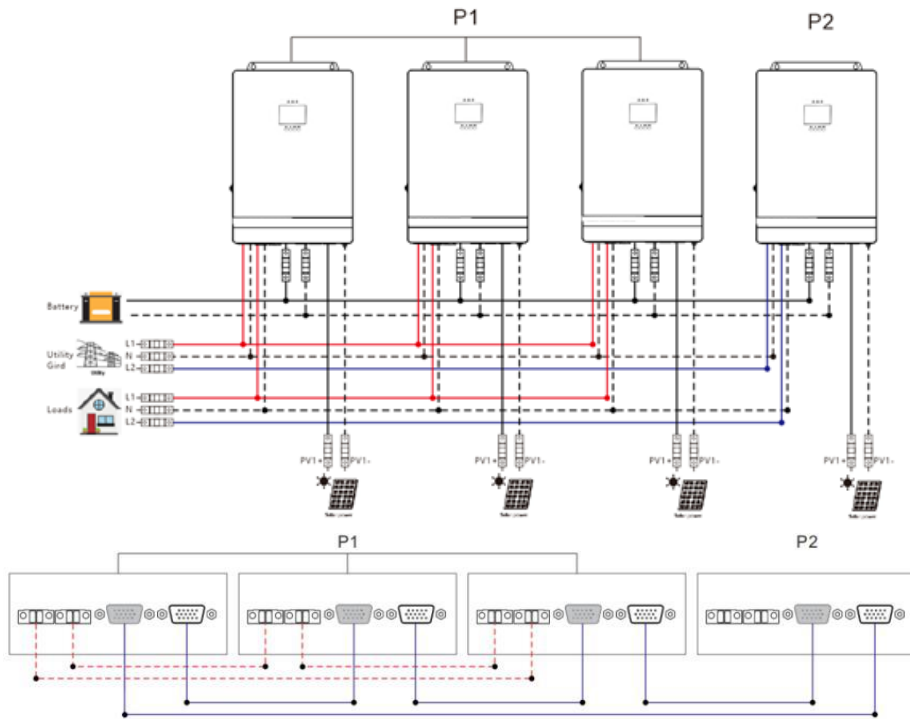 P1 P2
Battery
L1
Utility N
Gird L2
Utility
L1
Loads N
L2
PV1+ PV1- PV1+ PV1- PV1+ PV1- PV1+ PV1-
P1 P2